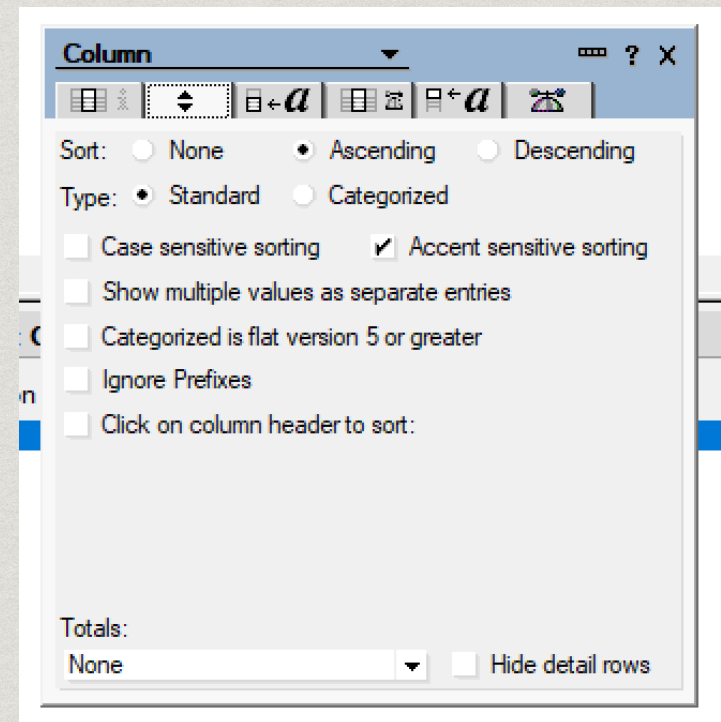 Column ? X
a a
Sort: None Ascending Descending
Type: Standard Categorized
Case sensitive sorting Accent sensitive sorting
Show multiple values as separate entries
Categorized is flat version 5 or greater
Ignore Prefixes
on
Click on column header to sort:
Totals:
None Hide detail rows